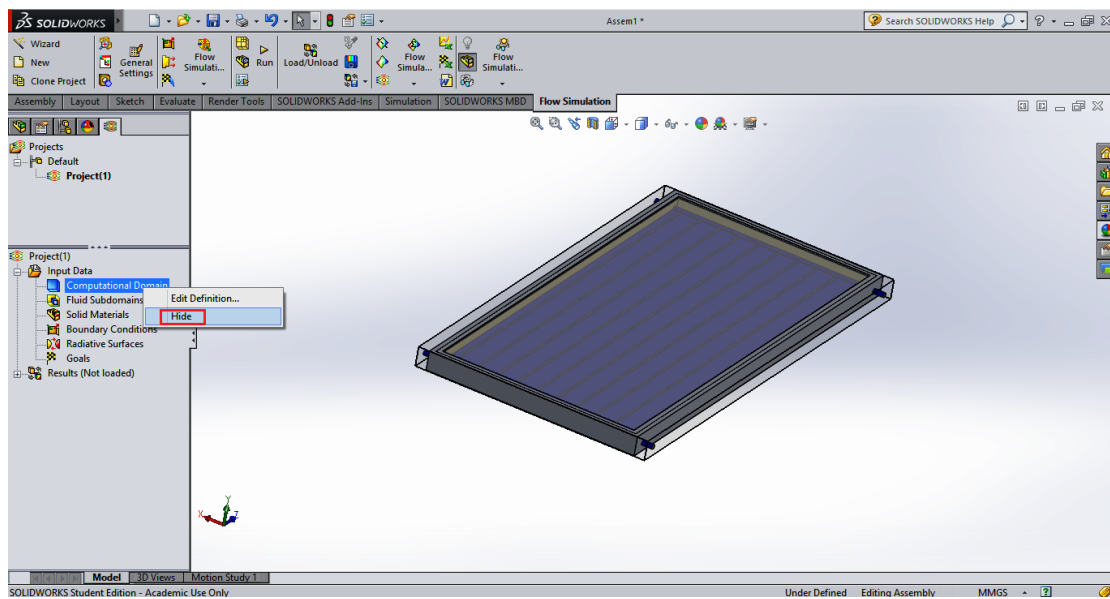 SOLIDWORKS
Assem1 *
Search SOLIDWORKS Help
Wizard
New
Clone Project
General Settings
Flow Simulati...
Run
Load/Unload
Flow Simula...
Flow Simulati...
Assembly Layout Sketch Evaluate Render Tools SOLIDWORKS Add-Ins Simulation SOLIDWORKS MBD Flow Simulation
Projects
Default
Project(1)
Project(1)
Input Data
Computational Domain
Edit Definition...
Fluid Subdomains
Solid Materials
Hide
Boundary Conditions
Radiative Surfaces
Goals
Results (Not loaded)
Y
X
Z
Model 3D Views Motion Study 1
SOLIDWORKS Student Edition - Academic Use Only
Under Defined Editing Assembly MMGS